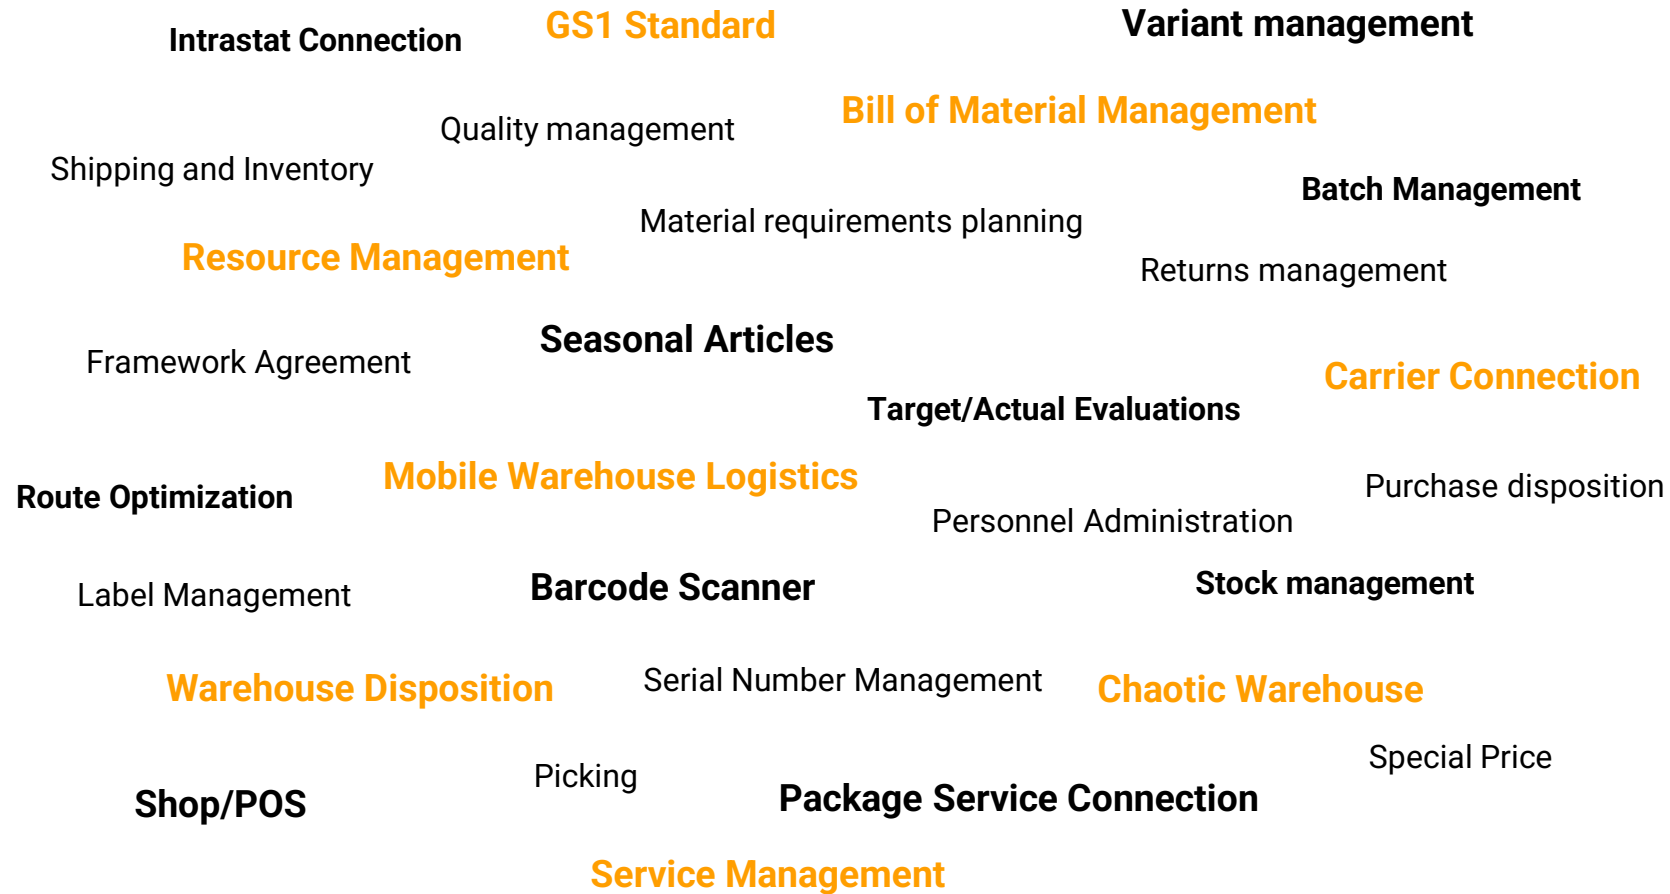 Intrastat Connection
GS1 Standard
Variant management
Bill of Material Management
Quality management
Shipping and Inventory
Batch Management
Material requirements planning
Resource Management
Returns management
Seasonal Articles
Framework Agreement
Carrier Connection
Target/Actual Evaluations
Mobile Warehouse Logistics
Route Optimization
Purchase disposition
Personnel Administration
Label Management
Barcode Scanner
Stock management
Warehouse Disposition
Serial Number Management
Chaotic Warehouse
Special Price
Picking
Shop/POS
Package Service Connection
Service Management